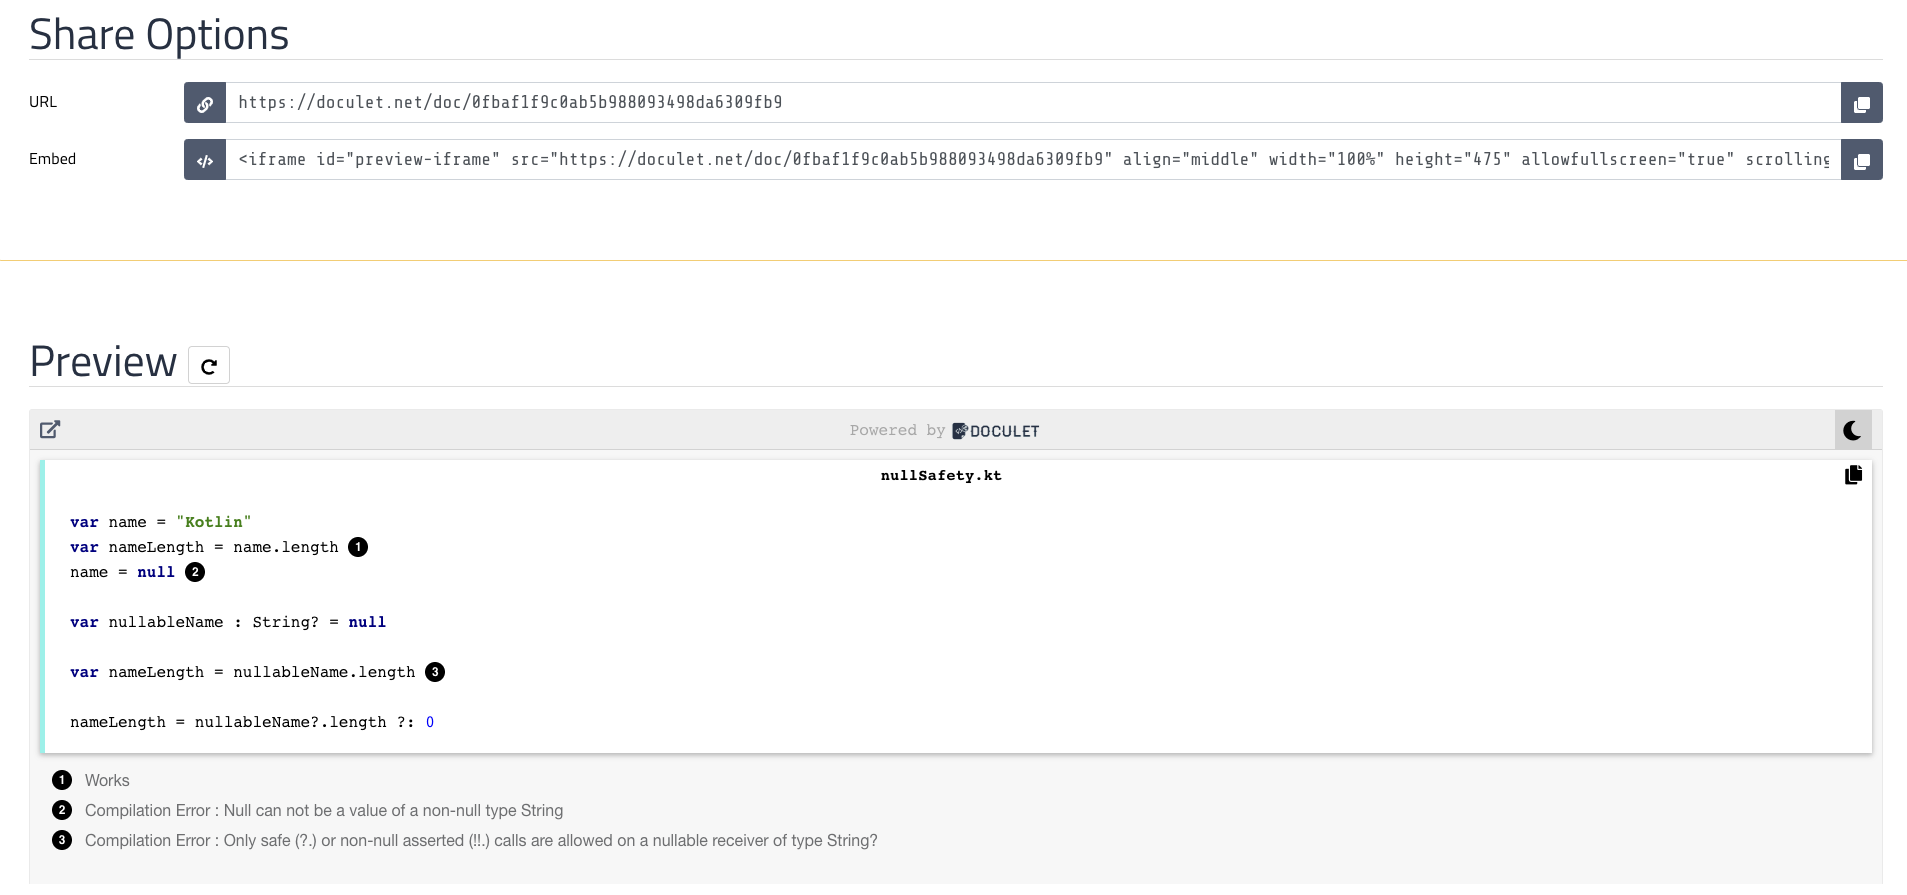 Share Options
URL
https://doculet.net/doc/0fbaf1f9c0ab5b988093498da6309fb9
Embed
<iframe id="preview-iframe" src="https://doculet.net/doc/0fbaf1f9c0ab5b988093498da6309fb9" align="middle" width="100%" height="475" allowfullscreen="true" scrolling
Preview
Powered by DOCULET
nullSafety.kt
var name = "Kotlin"
var nameLength = name.length 1
name = null 2
var nullableName : String? = null
var nameLength = nullableName.length 3
nameLength = nullableName?.length ?: 0
1 Works
2 Compilation Error : Null can not be a value of a non-null type String
3 Compilation Error : Only safe (?.) or non-null asserted (!!.) calls are allowed on a nullable receiver of type String?